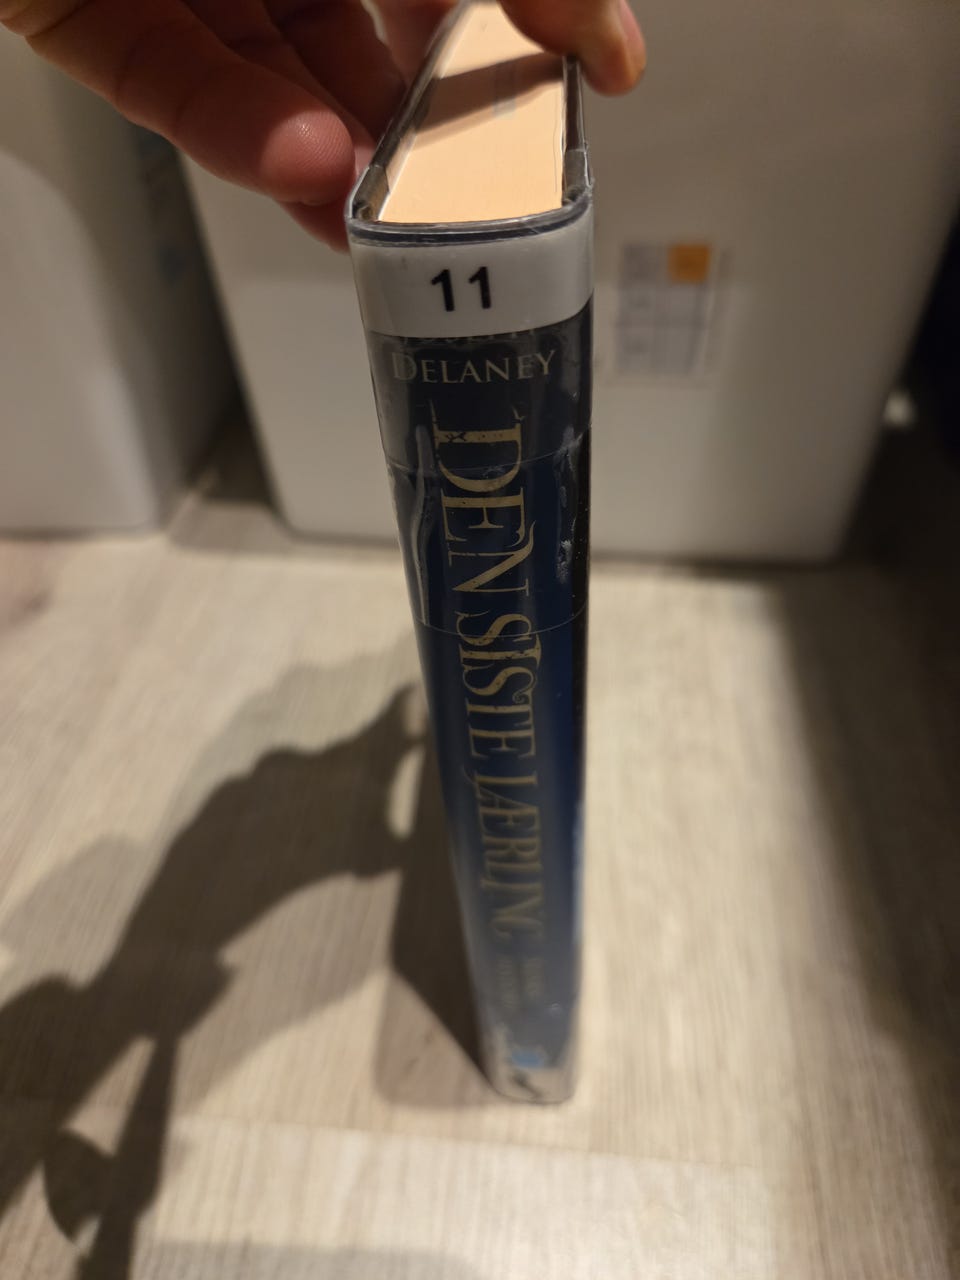 11
DELANEY
DEN SISTE LÆRLING